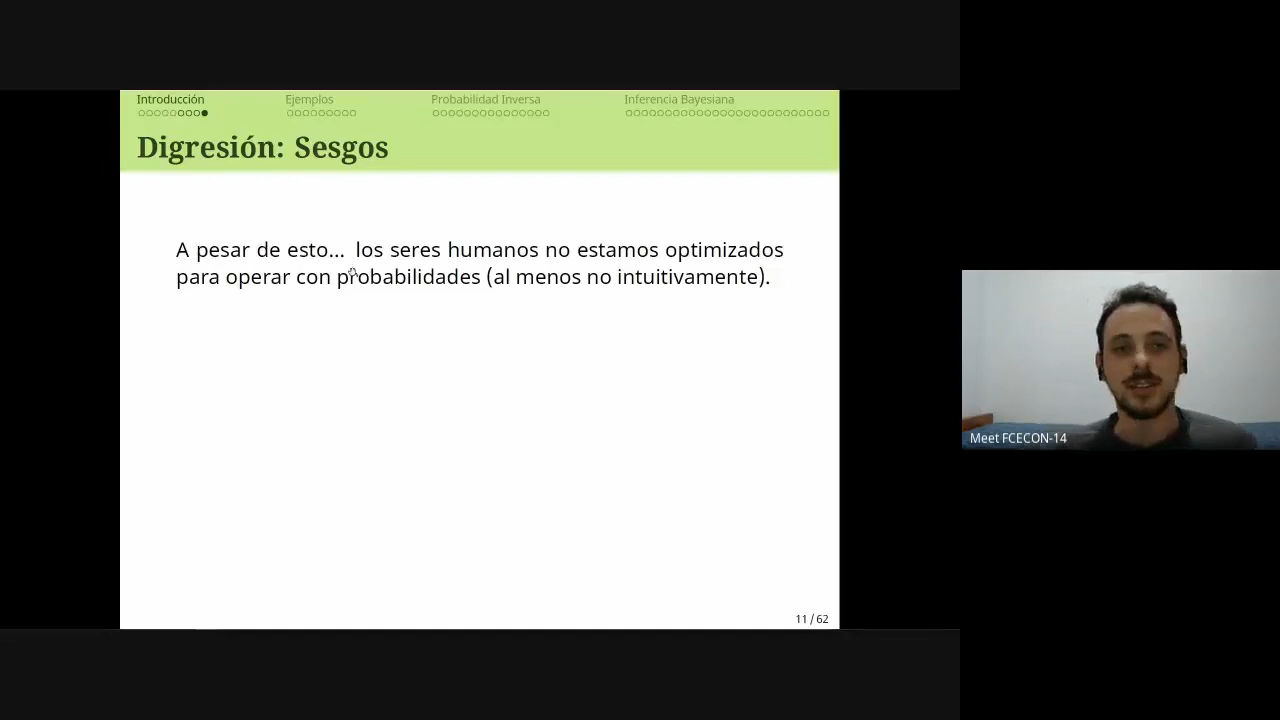 Introducción
Ejemplos
Probabilidad Inversa
Inferencia Bayesiana
Digresión: Sesgos
A pesar de esto... los seres humanos no estamos optimizados
para operar con probabilidades (al menos no intuitivamente).
11 / 62
Meet FCECON-14